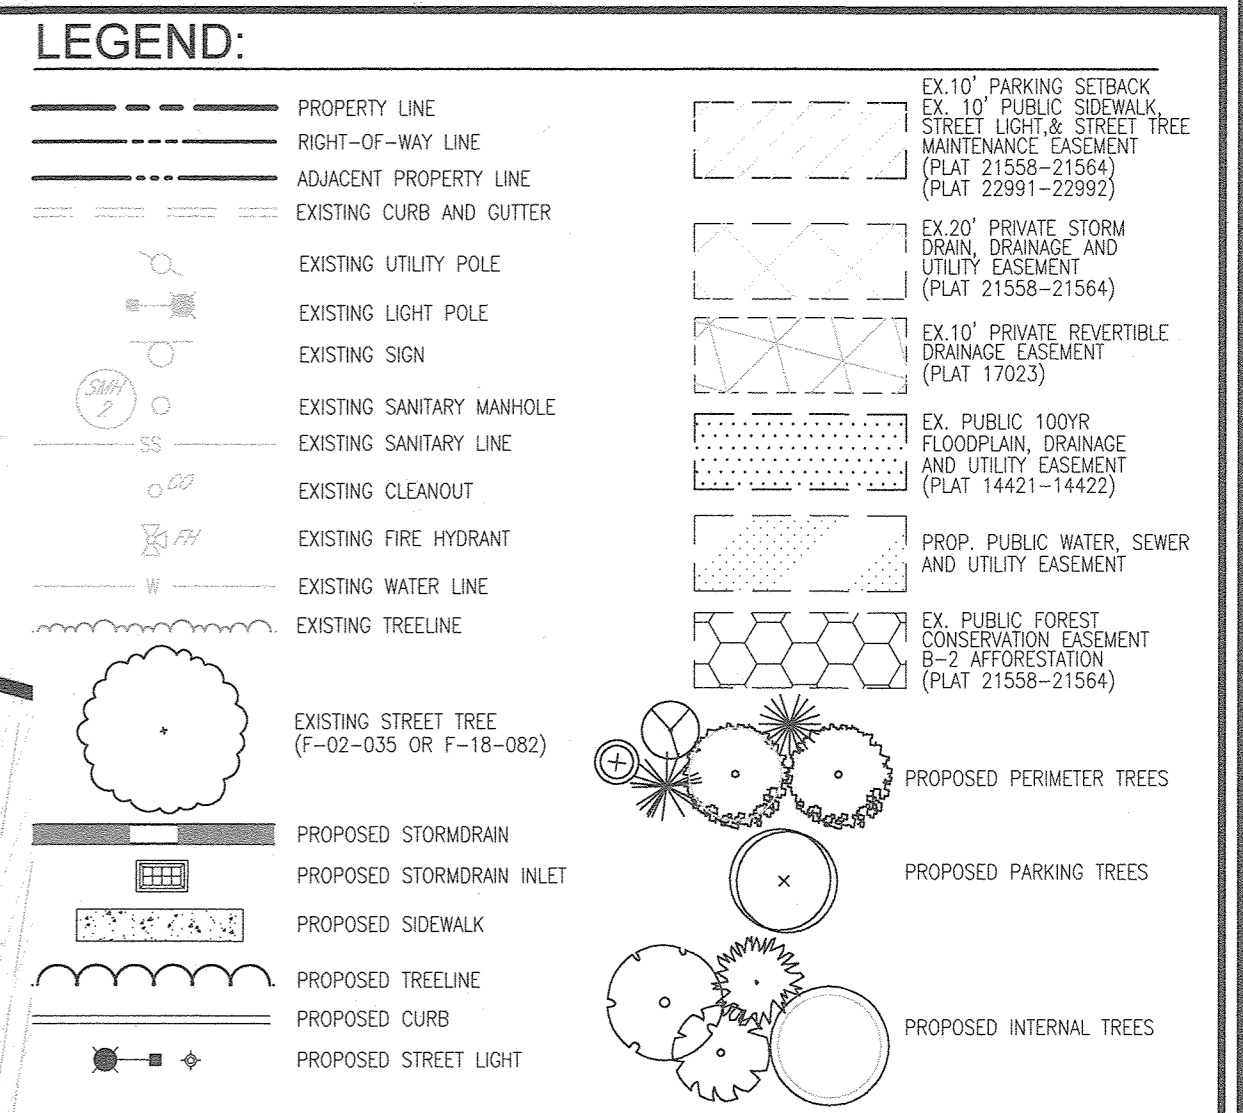 LEGEND:
PROPERTY LINE
RIGHT-OF-WAY LINE
ADJACENT PROPERTY LINE
EXISTING CURB AND GUTTER
EXISTING UTILITY POLE
EXISTING LIGHT POLE
EXISTING SIGN
SMH
2
EXISTING SANITARY MANHOLE
SS
EXISTING SANITARY LINE
CO
EXISTING CLEANOUT
FH
EXISTING FIRE HYDRANT
W
EXISTING WATER LINE
EXISTING TREELINE
EXISTING STREET TREE
(F-02-035 OR F-18-082)
PROPOSED STORMDRAIN
PROPOSED STORMDRAIN INLET
PROPOSED SIDEWALK
PROPOSED TREELINE
PROPOSED CURB
PROPOSED STREET LIGHT
EX.10' PARKING SETBACK
EX. 10' PUBLIC SIDEWALK,
STREET LIGHT,& STREET TREE
MAINTENANCE EASEMENT
(PLAT 21558-21564)
(PLAT 22991-22992)
EX.20' PRIVATE STORM
DRAIN, DRAINAGE AND
UTILITY EASEMENT
(PLAT 21558-21564)
EX.10' PRIVATE REVERTIBLE
DRAINAGE EASEMENT
(PLAT 17023)
EX. PUBLIC 100YR
FLOODPLAIN, DRAINAGE
AND UTILITY EASEMENT
(PLAT 14421-14422)
PROP. PUBLIC WATER, SEWER
AND UTILITY EASEMENT
EX. PUBLIC FOREST
CONSERVATION EASEMENT
B-2 AFFORESTATION
(PLAT 21558-21564)
PROPOSED PERIMETER TREES
PROPOSED PARKING TREES
PROPOSED INTERNAL TREES